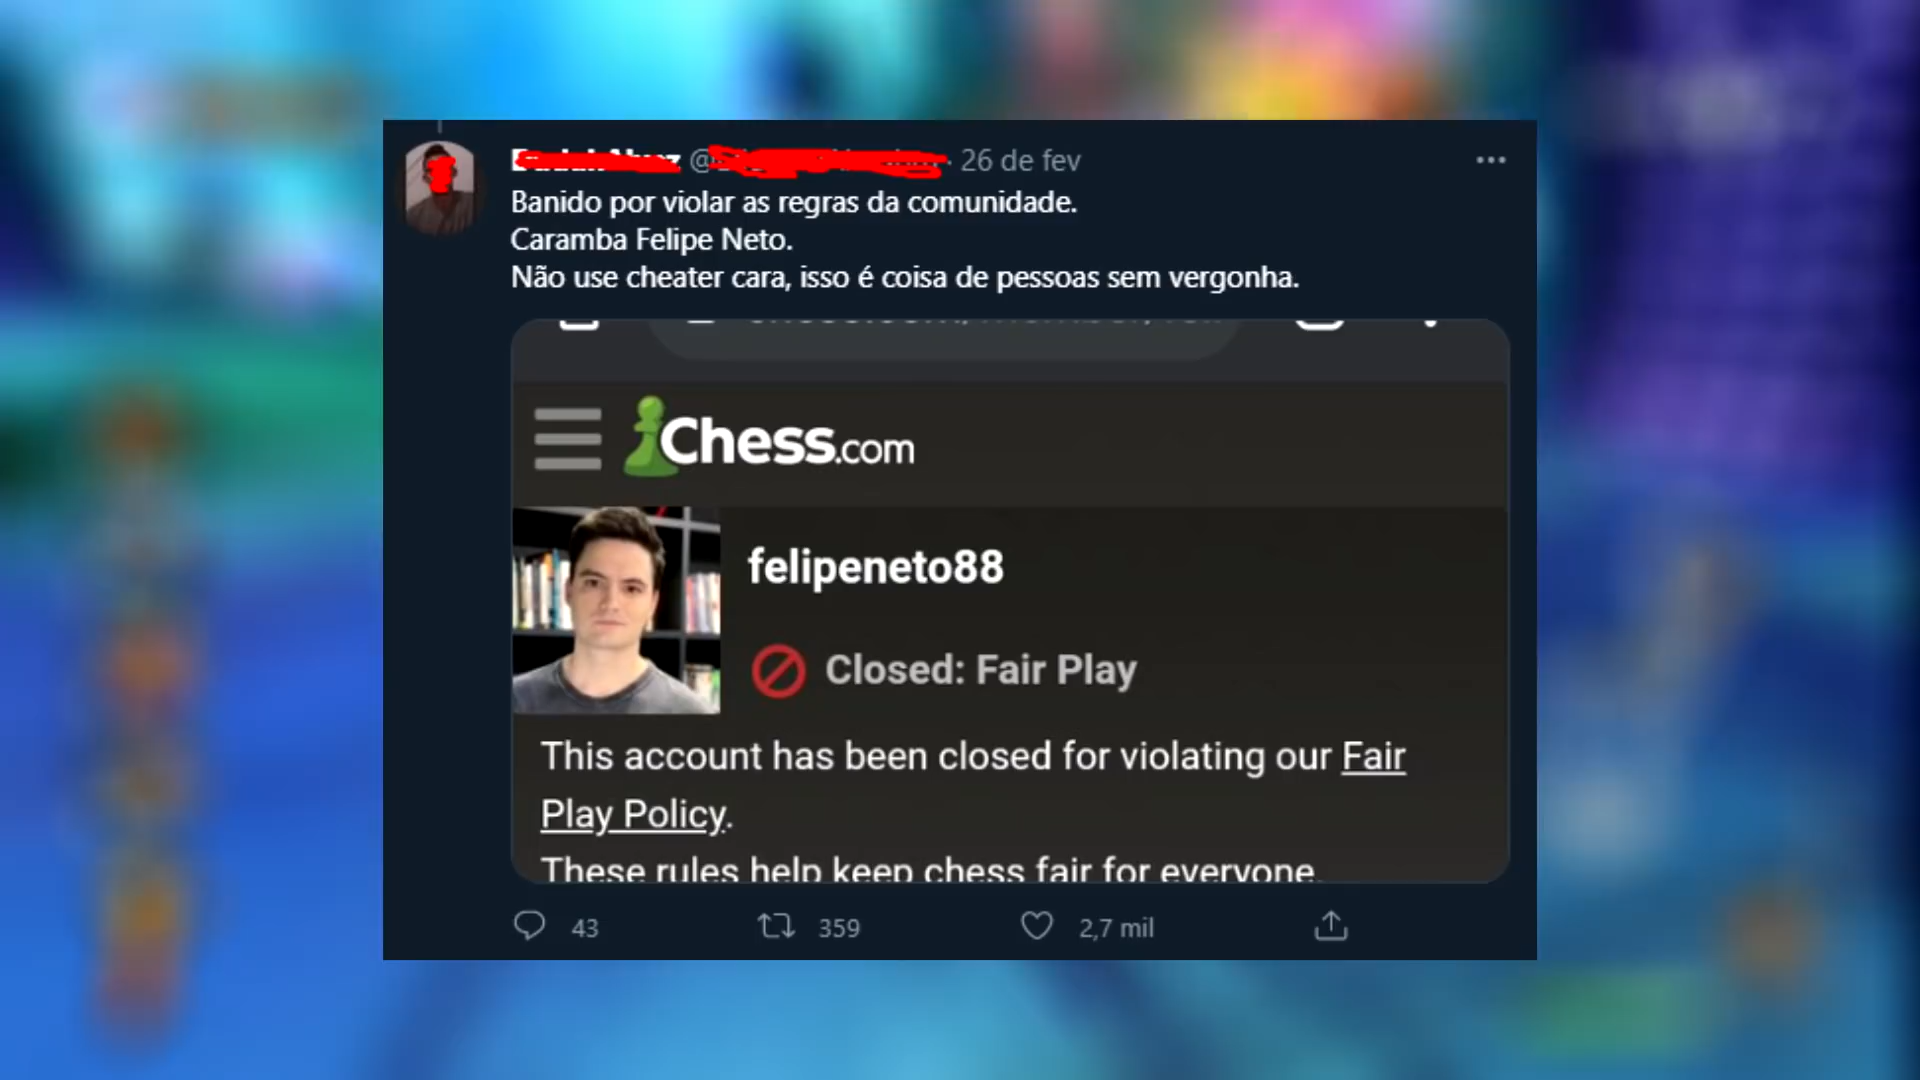 @
· 26 de fev
Banido por violar as regras da comunidade.
Caramba Felipe Neto.
Não use cheater cara, isso é coisa de pessoas sem vergonha.
Chess.com
felipeneto88
Closed: Fair Play
This account has been closed for violating our Fair
Play Policy.
These rules help keep chess fair for everyone.
43 359 2,7 mil